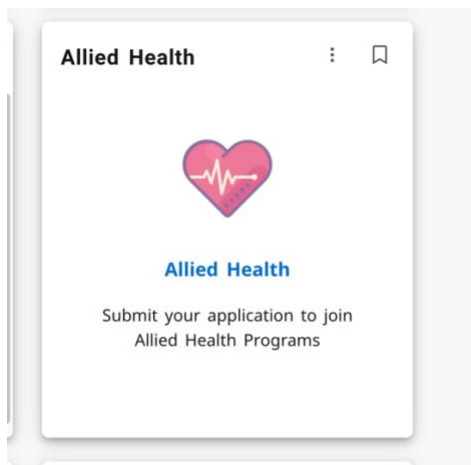 Allied Health
Allied Health
Submit your application to join
Allied Health Programs